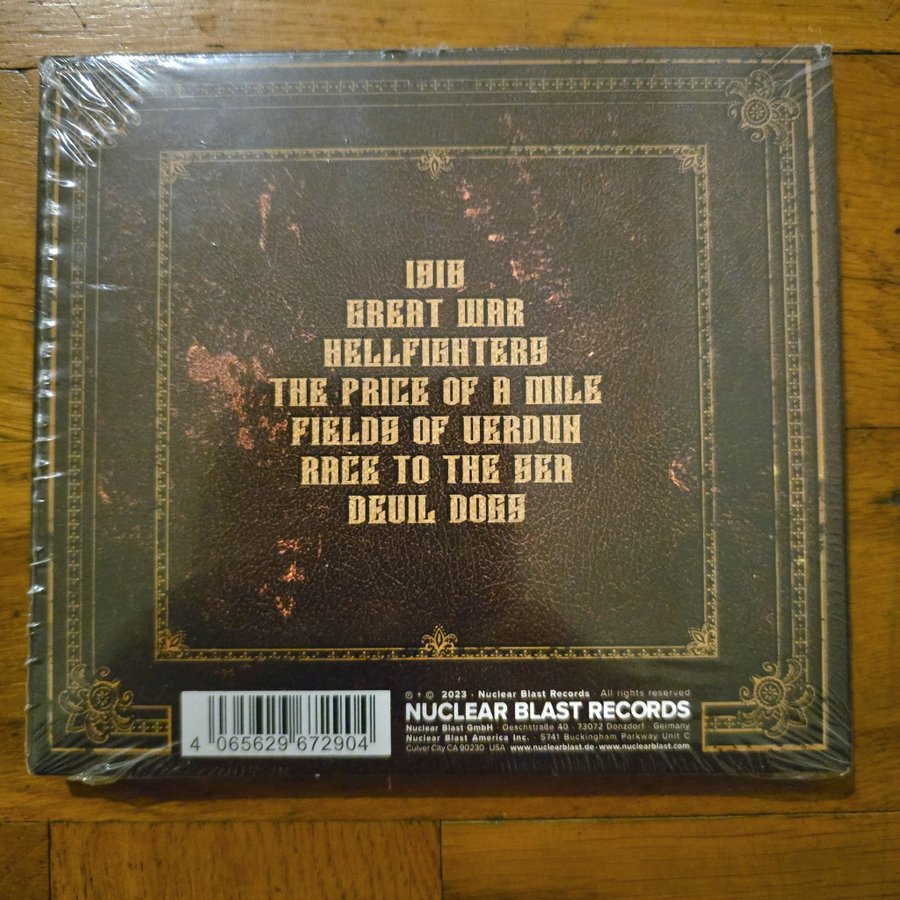 1916
GREAT WAR
HELLFIGHTERS
THE PRICE OF A MILE
FIELDS OF VERDUN
RACE TO THE SEA
DEVIL DOGS
4 065629 672904
℗ + © 2023 · Nuclear Blast Records · All rights reserved
NUCLEAR BLAST RECORDS
Nuclear Blast GmbH · Oeschstraße 40 · 73072 Donzdorf · Germany
Nuclear Blast America Inc. · 5741 Buckingham Parkway Unit C
Culver City CA 90230 USA www.nuclearblast.de · www.nuclearblast.com